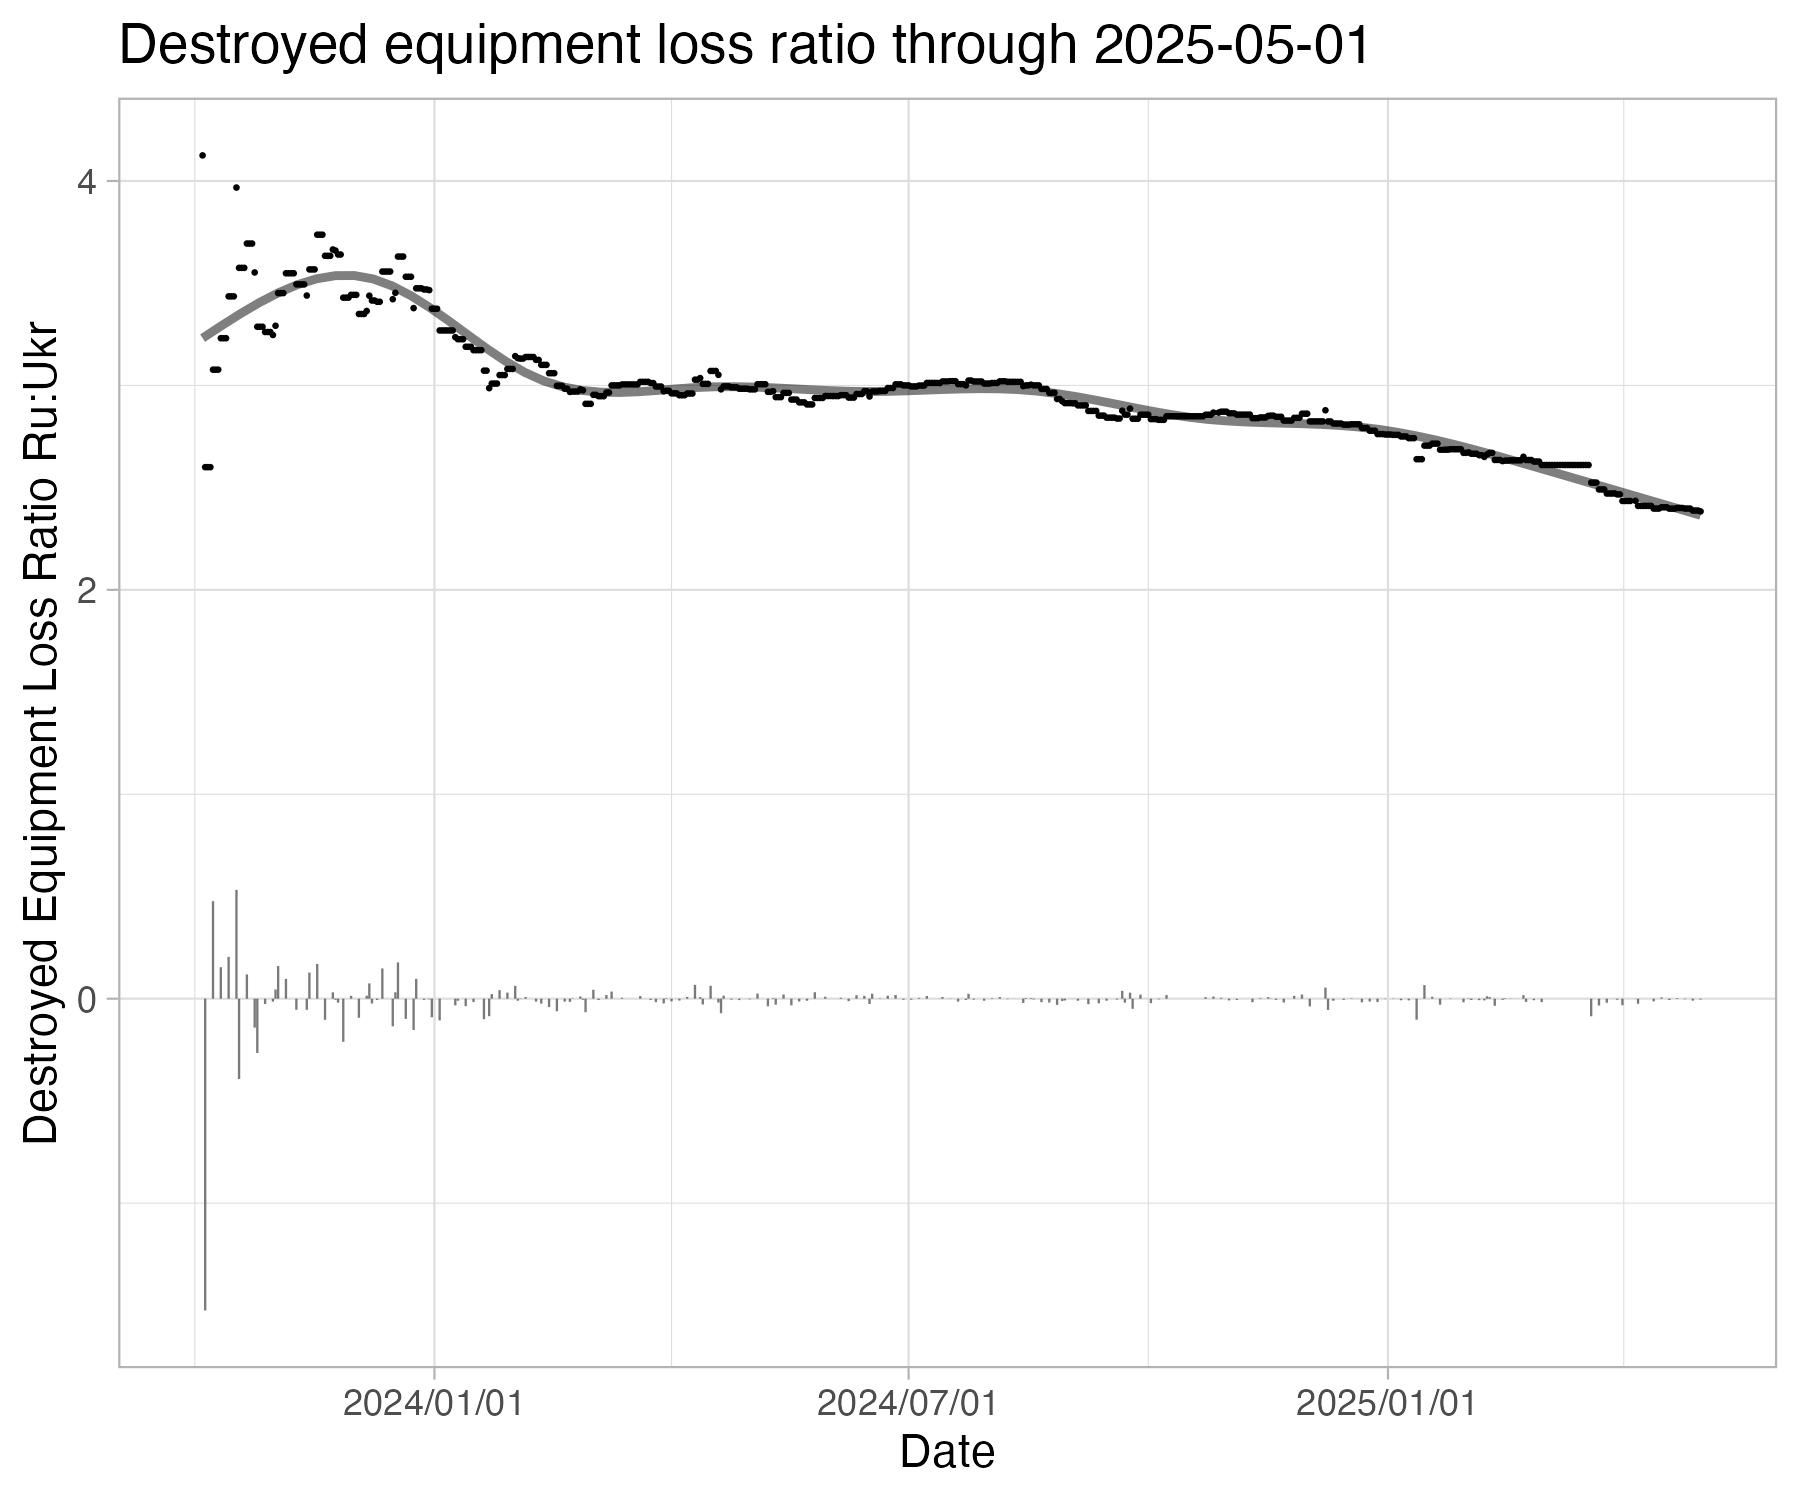 Destroyed equipment loss ratio through 2025-05-01
Destroyed Equipment Loss Ratio Ru:Ukr
4
2
0
2024/01/01
2024/07/01
2025/01/01
Date